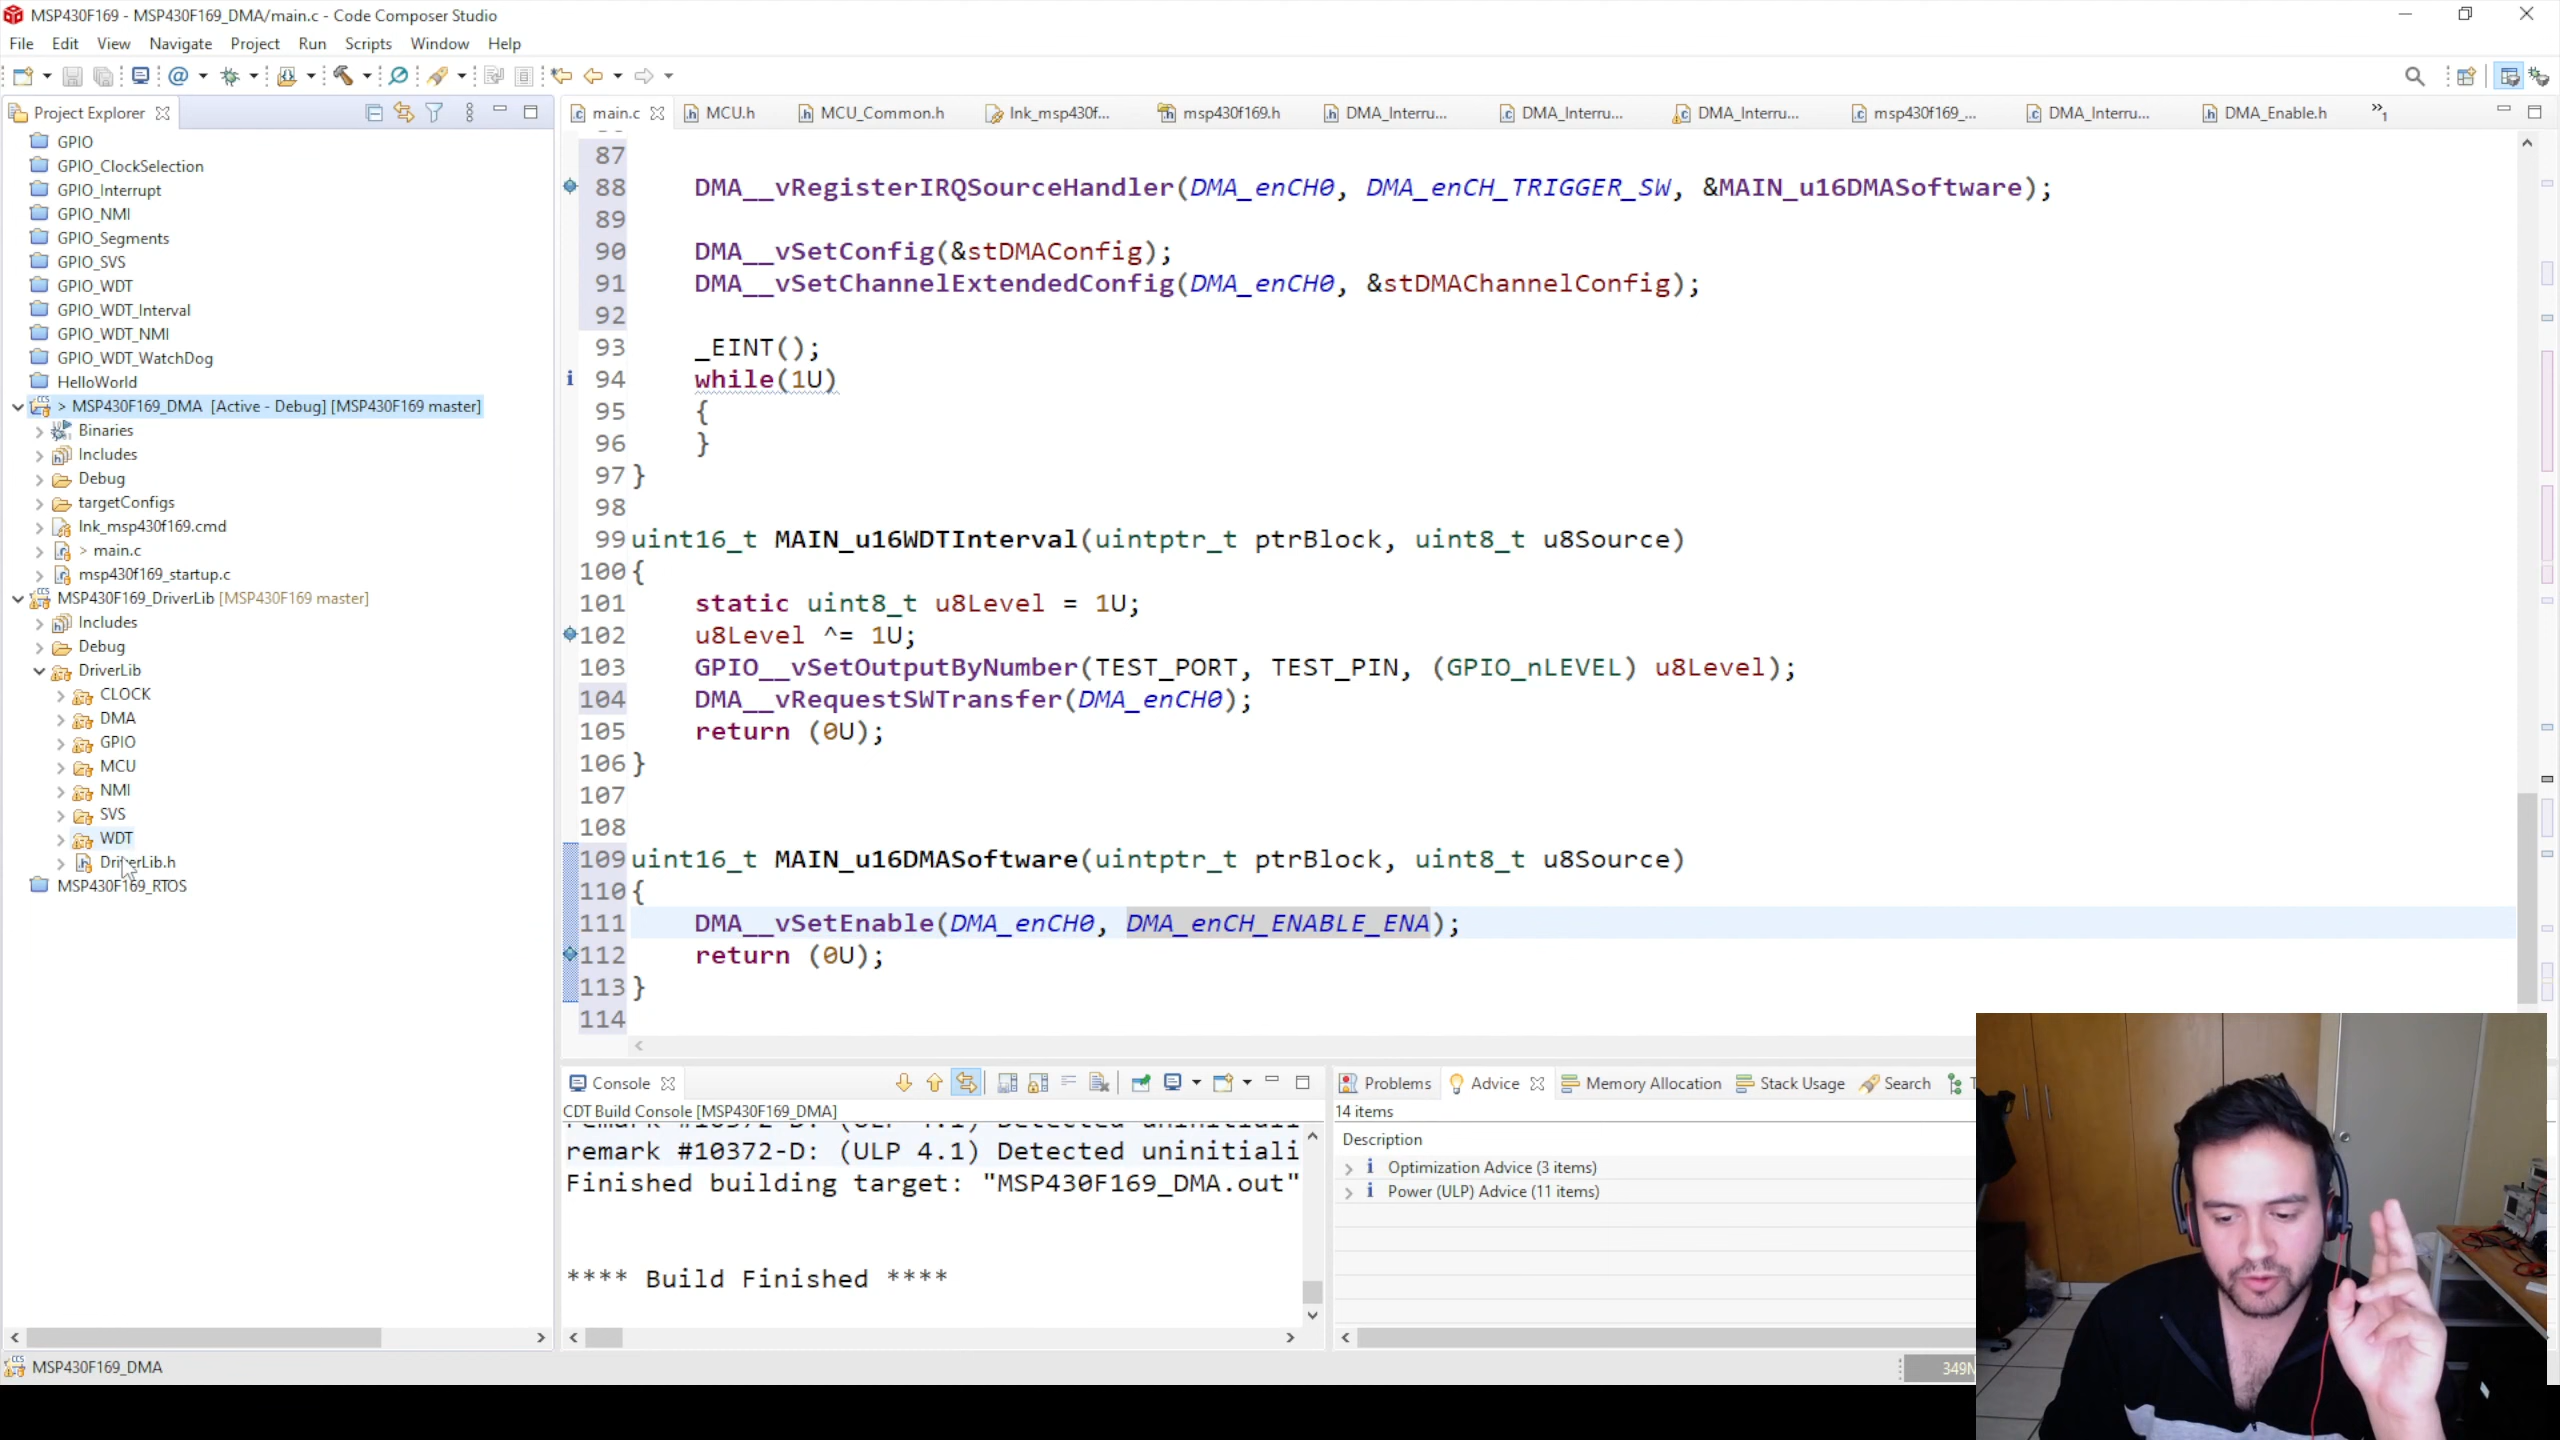 MSP430F169 - MSP430F169_DMA/main.c - Code Composer Studio
File Edit View Navigate Project Run Scripts Window Help
Project Explorer
GPIO
GPIO_ClockSelection
GPIO_Interrupt
GPIO_NMI
GPIO_Segments
GPIO_SVS
GPIO_WDT
GPIO_WDT_Interval
GPIO_WDT_NMI
GPIO_WDT_WatchDog
HelloWorld
> MSP430F169_DMA [Active - Debug] [MSP430F169 master]
Binaries
Includes
Debug
targetConfigs
lnk_msp430f169.cmd
> main.c
msp430f169_startup.c
MSP430F169_DriverLib [MSP430F169 master]
Includes
Debug
DriverLib
CLOCK
DMA
GPIO
MCU
NMI
SVS
WDT
DriverLib.h
MSP430F169_RTOS
main.c MCU.h MCU_Common.h lnk_msp430f... msp430f169.h DMA_Interru... DMA_Interru... DMA_Interru... msp430f169_... DMA_Interru... DMA_Enable.h »1
87
88 DMA__vRegisterIRQSourceHandler(DMA_enCH0, DMA_enCH_TRIGGER_SW, &MAIN_u16DMASoftware);
89
90 DMA__vSetConfig(&stDMAConfig);
91 DMA__vSetChannelExtendedConfig(DMA_enCH0, &stDMAChannelConfig);
92
93 _EINT();
94 while(1U)
95 {
96 }
97 }
98
99 uint16_t MAIN_u16WDTInterval(uintptr_t ptrBlock, uint8_t u8Source)
100 {
101 static uint8_t u8Level = 1U;
102 u8Level ^= 1U;
103 GPIO__vSetOutputByNumber(TEST_PORT, TEST_PIN, (GPIO_nLEVEL) u8Level);
104 DMA__vRequestSWTransfer(DMA_enCH0);
105 return (0U);
106 }
107
108
109 uint16_t MAIN_u16DMASoftware(uintptr_t ptrBlock, uint8_t u8Source)
110 {
111 DMA__vSetEnable(DMA_enCH0, DMA_enCH_ENABLE_ENA);
112 return (0U);
113 }
114
Console
CDT Build Console [MSP430F169_DMA]
remark #10372-D: (ULP 4.1) Detected uninitiali
remark #10372-D: (ULP 4.1) Detected uninitiali
Finished building target: "MSP430F169_DMA.out"
**** Build Finished ****
Problems Advice Memory Allocation Stack Usage Search
14 items
Description
Optimization Advice (3 items)
Power (ULP) Advice (11 items)
MSP430F169_DMA